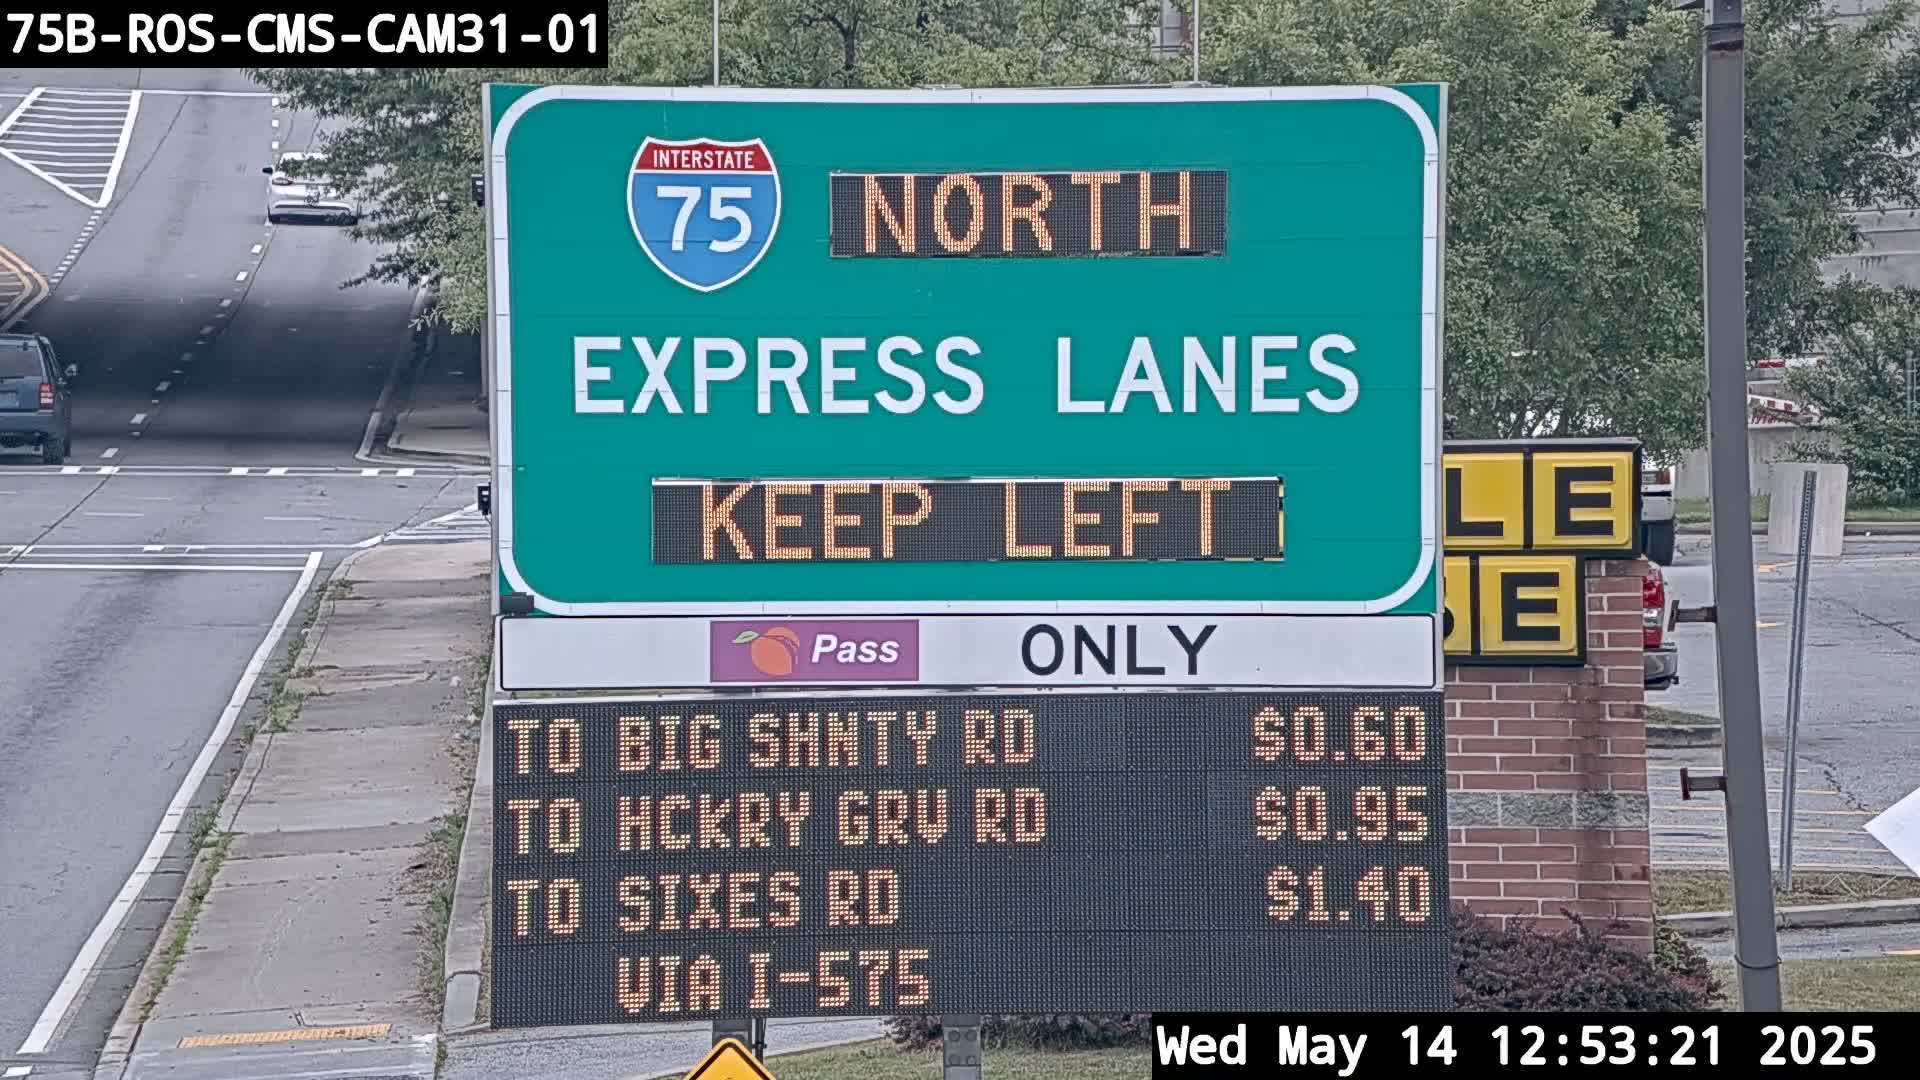 75B-ROS-CMS-CAM31-01
INTERSTATE
75
NORTH
EXPRESS LANES
KEEP LEFT
LE
E
Pass ONLY
TO BIG SHNTY RD $0.60
TO HCKRY GRV RD $0.95
TO SIXES RD $1.40
VIA I-575
Wed May 14 12:53:21 2025